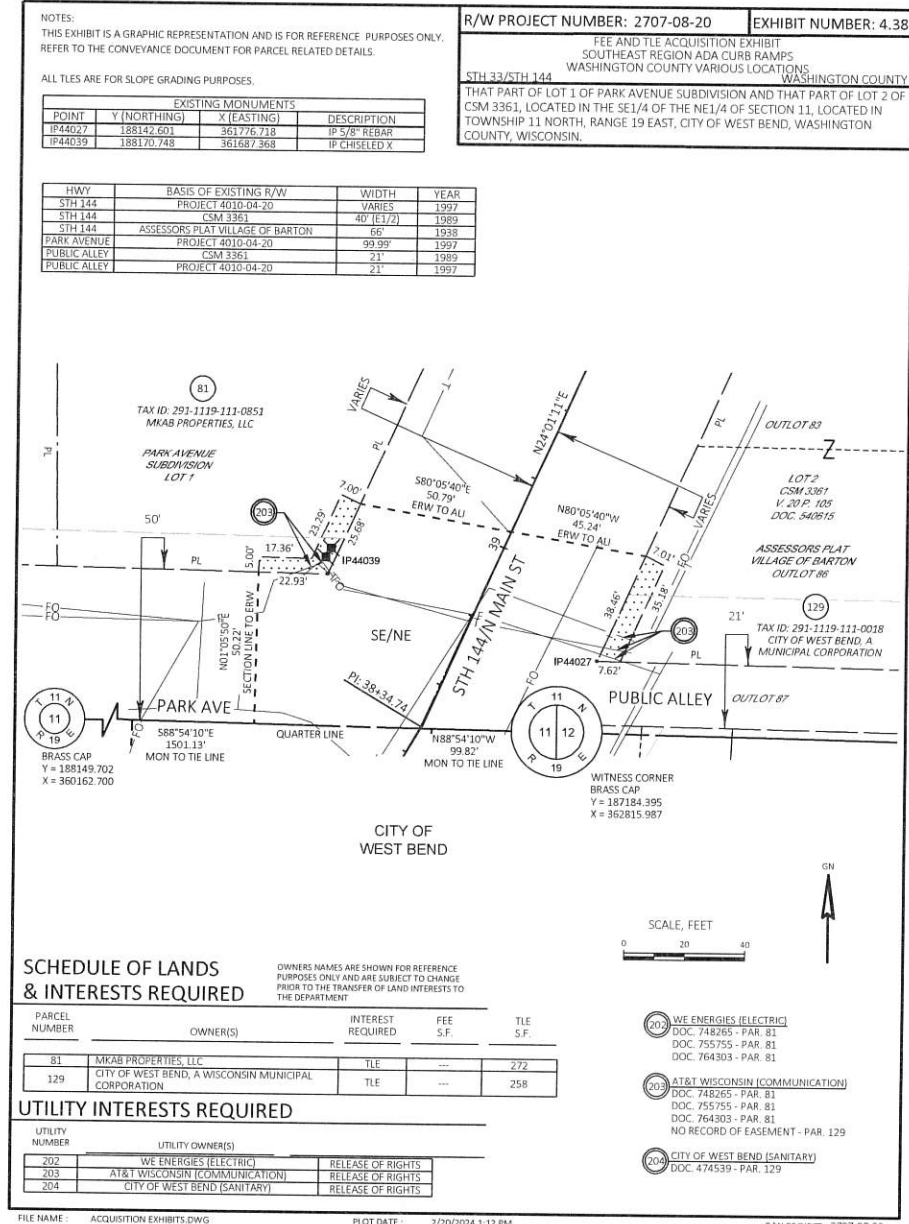 NOTES:
THIS EXHIBIT IS A GRAPHIC REPRESENTATION AND IS FOR REFERENCE PURPOSES ONLY.
REFER TO THE CONVEYANCE DOCUMENT FOR PARCEL RELATED DETAILS.
ALL TLES ARE FOR SLOPE GRADING PURPOSES.
R/W PROJECT NUMBER: 2707-08-20 EXHIBIT NUMBER: 4.38
FEE AND TLE ACQUISITION EXHIBIT
SOUTHEAST REGION ADA CURB RAMPS
WASHINGTON COUNTY VARIOUS LOCATIONS
STH 33/STH 144 WASHINGTON COUNTY
THAT PART OF LOT 1 OF PARK AVENUE SUBDIVISION AND THAT PART OF LOT 2 OF
CSM 3361, LOCATED IN THE SE1/4 OF THE NE1/4 OF SECTION 11, LOCATED IN
TOWNSHIP 11 NORTH, RANGE 19 EAST, CITY OF WEST BEND, WASHINGTON
COUNTY, WISCONSIN.
EXISTING MONUMENTS
POINT Y (NORTHING) X (EASTING) DESCRIPTION
IP44027 188142.601 361776.718 IP 5/8" REBAR
IP44039 188170.748 361687.368 IP CHISELED X
HWY BASIS OF EXISTING R/W WIDTH YEAR
STH 144 PROJECT 4010-04-20 VARIES 1997
STH 144 CSM 3361 40' (E1/2) 1989
STH 144 ASSESSORS PLAT VILLAGE OF BARTON 66' 1938
PARK AVENUE PROJECT 4010-04-20 99.99' 1997
PUBLIC ALLEY CSM 3361 21' 1989
PUBLIC ALLEY PROJECT 4010-04-20 21' 1997
81
TAX ID: 291-1119-111-0851
MKAB PROPERTIES, LLC
PARK AVENUE
SUBDIVISION
LOT 1
PL
50'
PL
203
17.36'
5.00'
22.93'
7.00'
23.29'
25.68'
IP44039
VARIES
PL
T
S80°05'40"E
50.79'
ERW TO ALI
N24°01'11"E
N80°05'40"W
45.24'
ERW TO ALI
39
STH 144/N MAIN ST
VARIES
PL
OUTLOT 83
Z
LOT 2
CSM 3361
V. 20 P. 105
DOC. 540615
ASSESSORS PLAT
VILLAGE OF BARTON
OUTLOT 86
129
TAX ID: 291-1119-111-0018
CITY OF WEST BEND, A
MUNICIPAL CORPORATION
7.01'
38.46'
35.18'
FO
203
21'
IP44027
7.62'
PL
FO
FO
FO
FO
N01°05'50"E
50.22'
SECTION LINE TO ERW
SE/NE
PI: 38+34.74
PARK AVE
FO
PUBLIC ALLEY
OUTLOT 87
T 11 N
11
R 19 E
BRASS CAP
Y = 188149.702
X = 360162.700
S88°54'10"E
1501.13'
MON TO TIE LINE
QUARTER LINE
N88°54'10"W
99.82'
MON TO TIE LINE
T 11 N
11 12
R 19 E
WITNESS CORNER
BRASS CAP
Y = 187184.395
X = 362815.987
CITY OF
WEST BEND
GN
SCALE, FEET
0 20 40
SCHEDULE OF LANDS
& INTERESTS REQUIRED
OWNERS NAMES ARE SHOWN FOR REFERENCE
PURPOSES ONLY AND ARE SUBJECT TO CHANGE
PRIOR TO THE TRANSFER OF LAND INTERESTS TO
THE DEPARTMENT
PARCEL NUMBER OWNER(S) INTEREST REQUIRED FEE S.F. TLE S.F.
81 MKAB PROPERTIES, LLC TLE --- 272
129 CITY OF WEST BEND, A WISCONSIN MUNICIPAL CORPORATION TLE --- 258
UTILITY INTERESTS REQUIRED
UTILITY NUMBER UTILITY OWNER(S)
202 WE ENERGIES (ELECTRIC) RELEASE OF RIGHTS
203 AT&T WISCONSIN (COMMUNICATION) RELEASE OF RIGHTS
204 CITY OF WEST BEND (SANITARY) RELEASE OF RIGHTS
202 WE ENERGIES (ELECTRIC)
DOC. 748265 - PAR. 81
DOC. 755755 - PAR. 81
DOC. 764303 - PAR. 81
203 AT&T WISCONSIN (COMMUNICATION)
DOC. 748265 - PAR. 81
DOC. 755755 - PAR. 81
DOC. 764303 - PAR. 81
NO RECORD OF EASEMENT - PAR. 129
204 CITY OF WEST BEND (SANITARY)
DOC. 474539 - PAR. 129
FILE NAME : ACQUISITION EXHIBITS.DWG PLOT DATE : 2/20/2024 1:12 PM